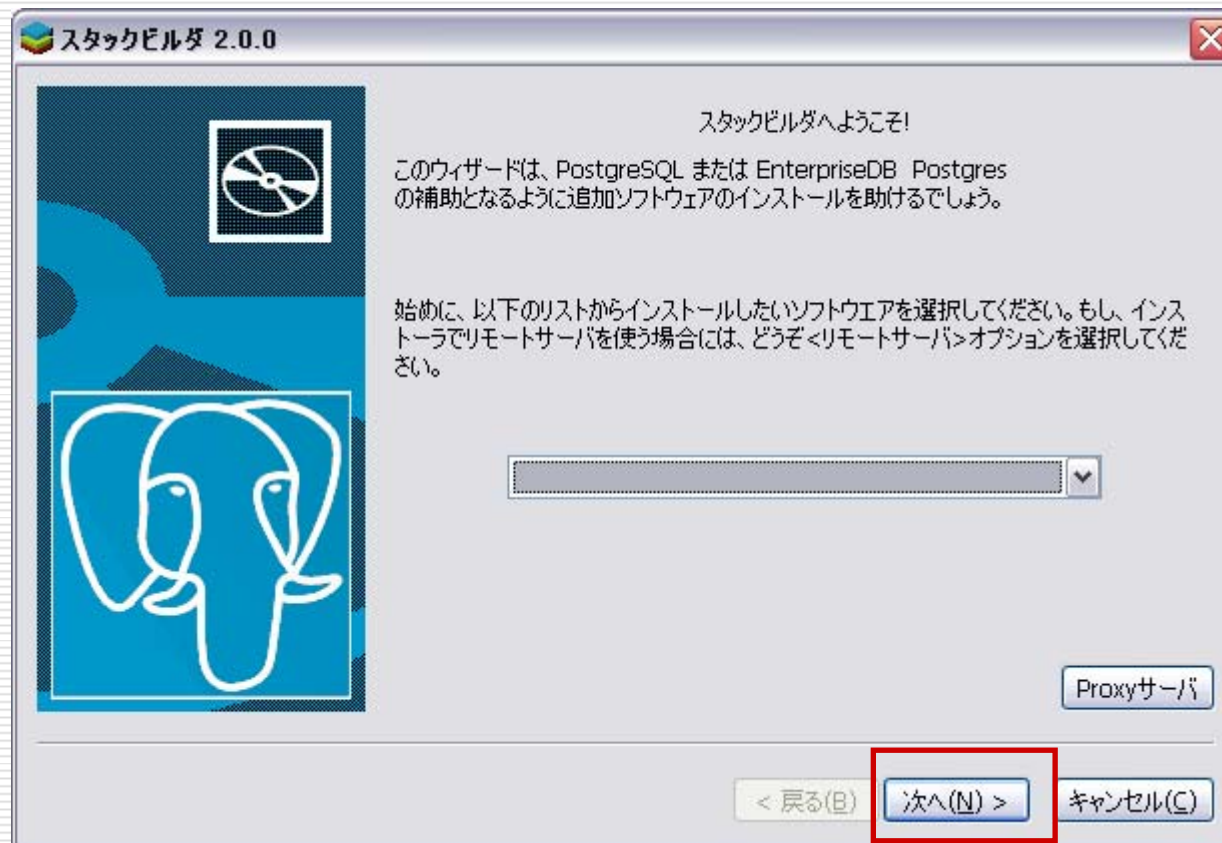 スタックビルダ 2.0.0
スタックビルダへようこそ!
このウィザードは、PostgreSQL または EnterpriseDB Postgres
の補助となるように追加ソフトウェアのインストールを助けるでしょう。
始めに、以下のリストからインストールしたいソフトウエアを選択してください。もし、インス
トーラでリモートサーバを使う場合には、どうぞ<リモートサーバ>オプションを選択してくだ
さい。
Proxyサーバ
< 戻る(B)
次へ(N) >
キャンセル(C)